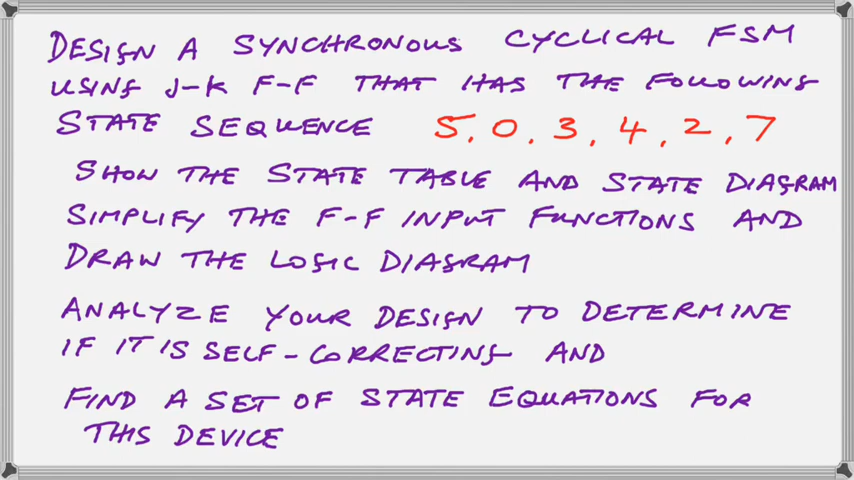 DESIGN A SYNCHRONOUS CYCLICAL FSM
USING J-K F-F THAT HAS THE FOLLOWING
STATE SEQUENCE 5, 0, 3, 4, 2, 7
SHOW THE STATE TABLE AND STATE DIAGRAM
SIMPLIFY THE F-F INPUT FUNCTIONS AND
DRAW THE LOGIC DIAGRAM
ANALYZE YOUR DESIGN TO DETERMINE
IF IT IS SELF-CORRECTING AND
FIND A SET OF STATE EQUATIONS FOR
THIS DEVICE